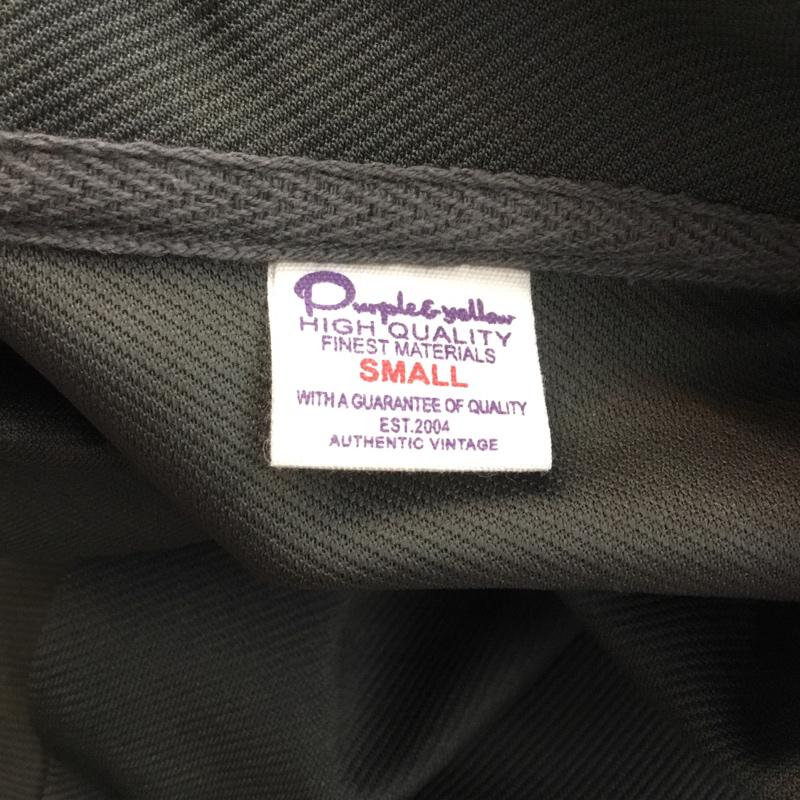 Purple&yellow
HIGH QUALITY
FINEST MATERIALS
SMALL
WITH A GUARANTEE OF QUALITY
EST.2004
AUTHENTIC VINTAGE